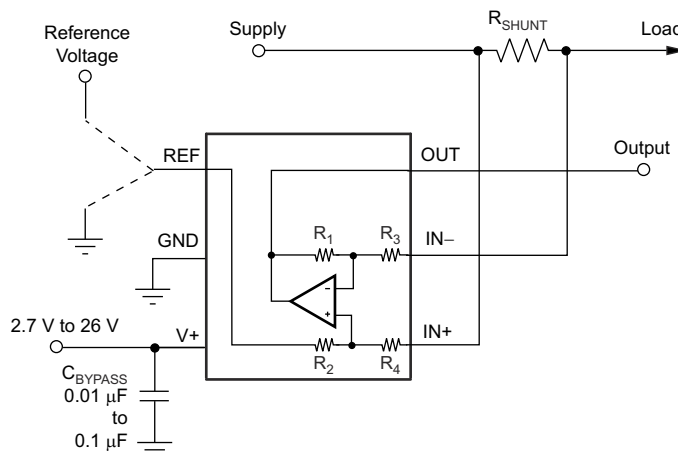 Reference
Voltage
Supply
RSHUNT
Load
REF
OUT
Output
GND
R1
R3
IN−
−
+
2.7 V to 26 V
V+
R2
R4
IN+
CBYPASS
0.01 μF
to
0.1 μF